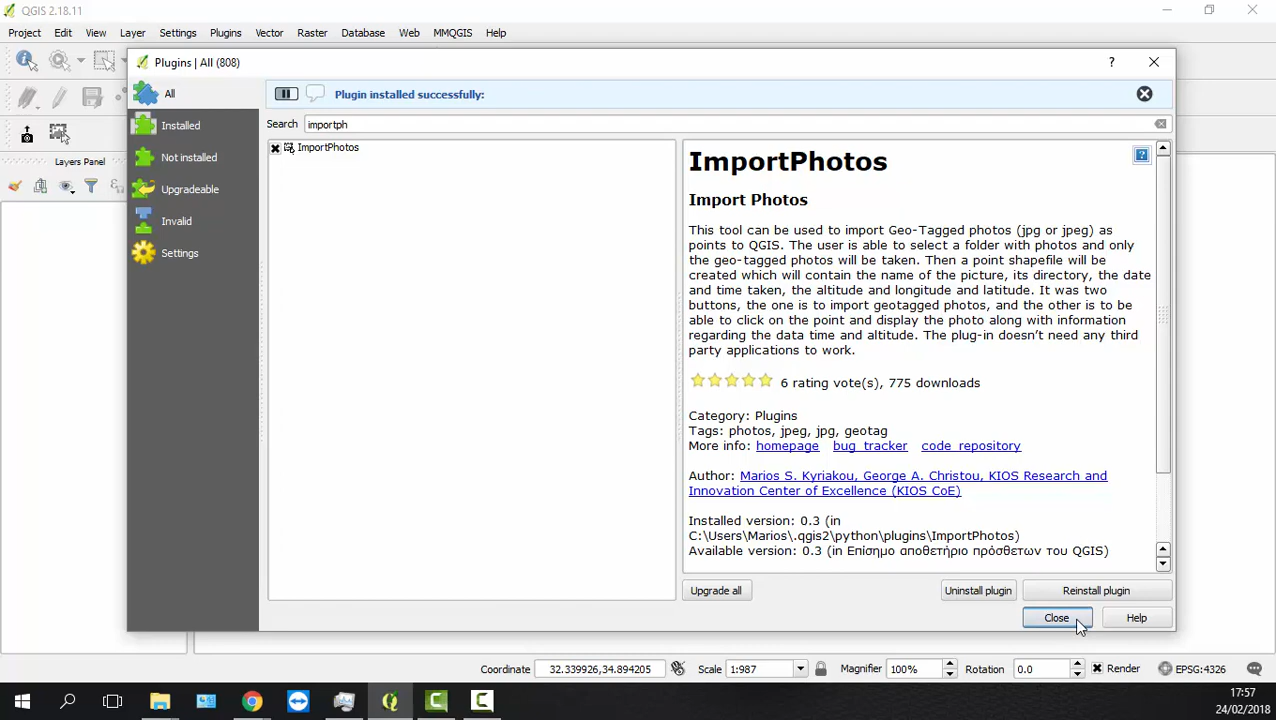 QGIS 2.18.11
Project Edit View Layer Settings Plugins Vector Raster Database Web MMQGIS Help
Plugins | All (808)
?
All
Plugin installed successfully:
Installed
Search importph
Layers Panel
ImportPhotos
Not installed
Upgradeable
Invalid
Settings
ImportPhotos
Import Photos
This tool can be used to import Geo-Tagged photos (jpg or jpeg) as
points to QGIS. The user is able to select a folder with photos and only
the geo-tagged photos will be taken. Then a point shapefile will be
created which will contain the name of the picture, its directory, the date
and time taken, the altitude and longitude and latitude. It was two
buttons, the one is to import geotagged photos, and the other is to be
able to click on the point and display the photo along with information
regarding the data time and altitude. The plug-in doesn't need any third
party applications to work.
6 rating vote(s), 775 downloads
Category: Plugins
Tags: photos, jpeg, jpg, geotag
More info: homepage bug tracker code repository
Author: Marios S. Kyriakou, George A. Christou, KIOS Research and
Innovation Center of Excellence (KIOS CoE)
Installed version: 0.3 (in
C:\Users\Marios\.qgis2\python\plugins\ImportPhotos)
Available version: 0.3 (in Επίσημο αποθετήριο πρόσθετων του QGIS)
Upgrade all Uninstall plugin Reinstall plugin
Close Help
Coordinate 32.339926,34.894205 Scale 1:987 Magnifier 100% Rotation 0.0 Render EPSG:4326
17:57
24/02/2018